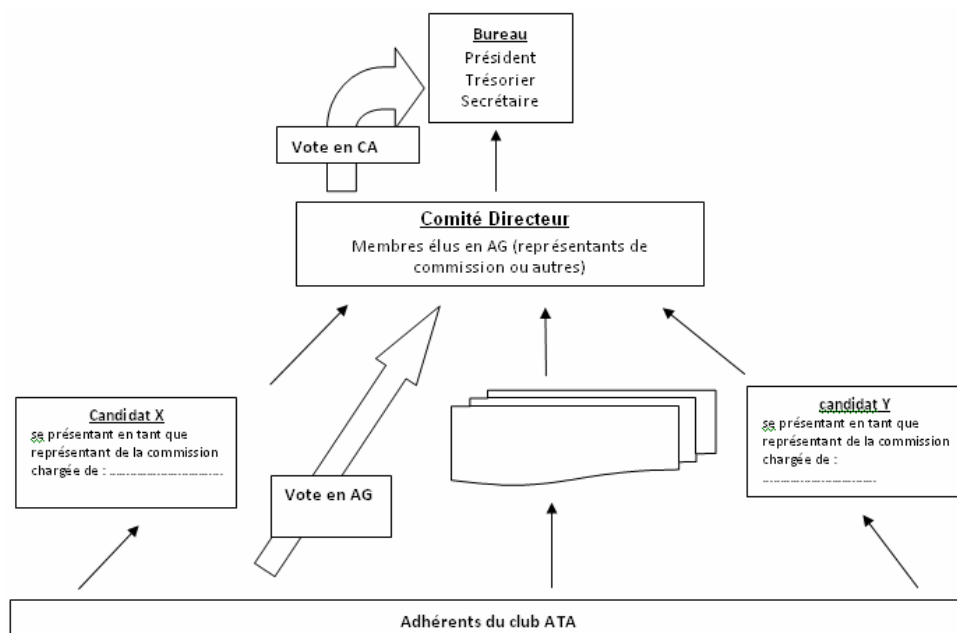 Bureau
Président
Trésorier
Secrétaire
Vote en CA
Comité Directeur
Membres élus en AG (représentants de
commission ou autres)
Candidat X
se présentant en tant que
représentant de la commission
chargée de : ................................
candidat Y
se présentant en tant que
représentant de la commission
chargée de :
................................
Vote en AG
Adhérents du club ATA